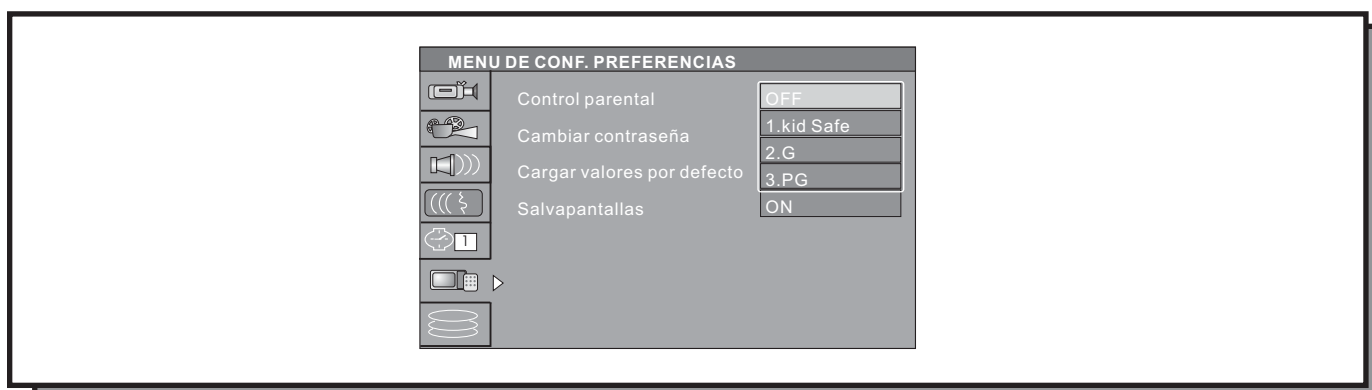 MENU DE CONF. PREFERENCIAS
Control parental
OFF
1.kid Safe
Cambiar contraseña
2.G
Cargar valores por defecto
3.PG
Salvapantallas
ON
1